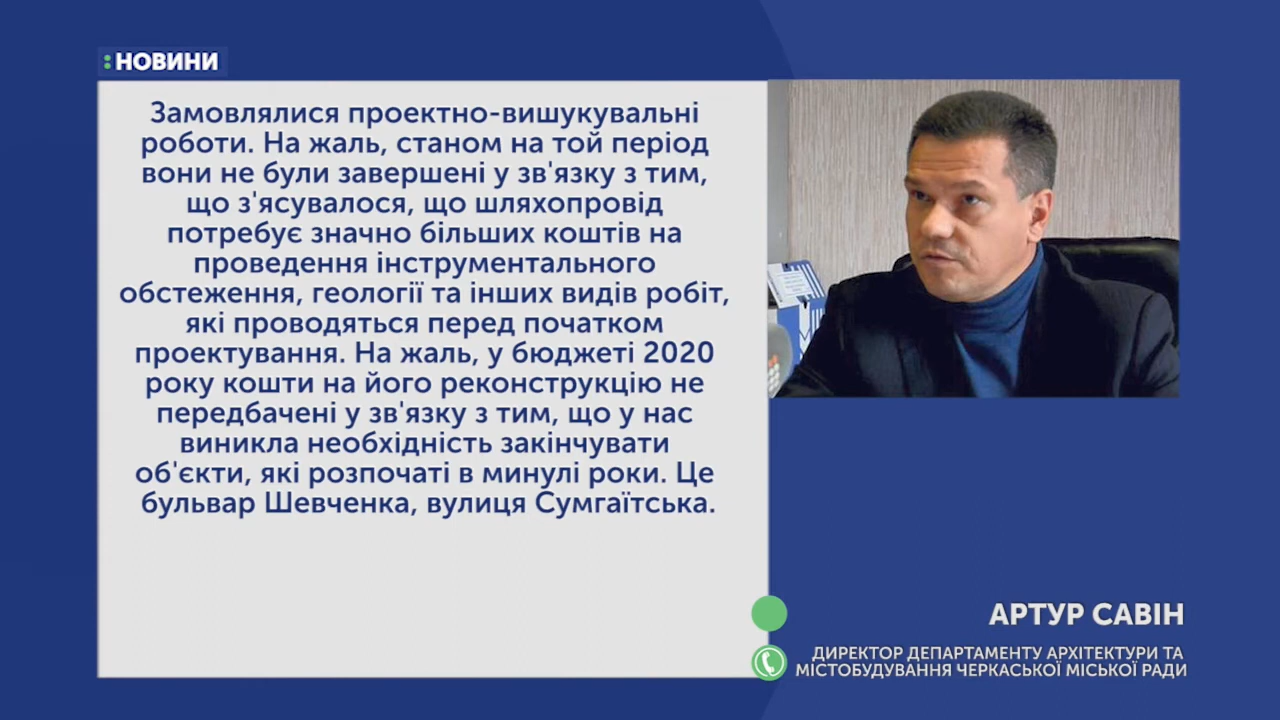 :НОВИНИ
Замовлялися проектно-вишукувальні
роботи. На жаль, станом на той період
вони не були завершені у зв'язку з тим,
що з'ясувалося, що шляхопровід
потребує значно більших коштів на
проведення інструментального
обстеження, геології та інших видів робіт,
які проводяться перед початком
проектування. На жаль, у бюджеті 2020
року кошти на його реконструкцію не
передбачені у зв'язку з тим, що у нас
виникла необхідність закінчувати
об'єкти, які розпочаті в минулі роки. Це
бульвар Шевченка, вулиця Сумгаїтська.
АРТУР САВІН
ДИРЕКТОР ДЕПАРТАМЕНТУ АРХІТЕКТУРИ ТА
МІСТОБУДУВАННЯ ЧЕРКАСЬКОЇ МІСЬКОЇ РАДИ